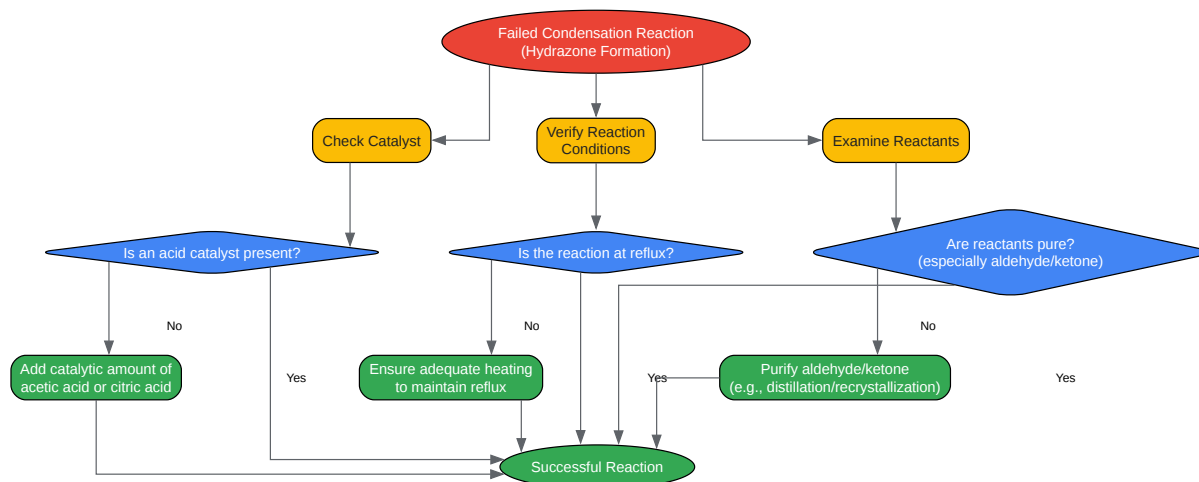 Failed Condensation Reaction
(Hydrazone Formation)
Check Catalyst
Verify Reaction
Conditions
Examine Reactants
Is an acid catalyst present?
Is the reaction at reflux?
Are reactants pure?
(especially aldehyde/ketone)
No
No
No
Add catalytic amount of
acetic acid or citric acid
Yes
Ensure adequate heating
to maintain reflux
Yes
Purify aldehyde/ketone
(e.g., distillation/recrystallization)
Yes
Successful Reaction